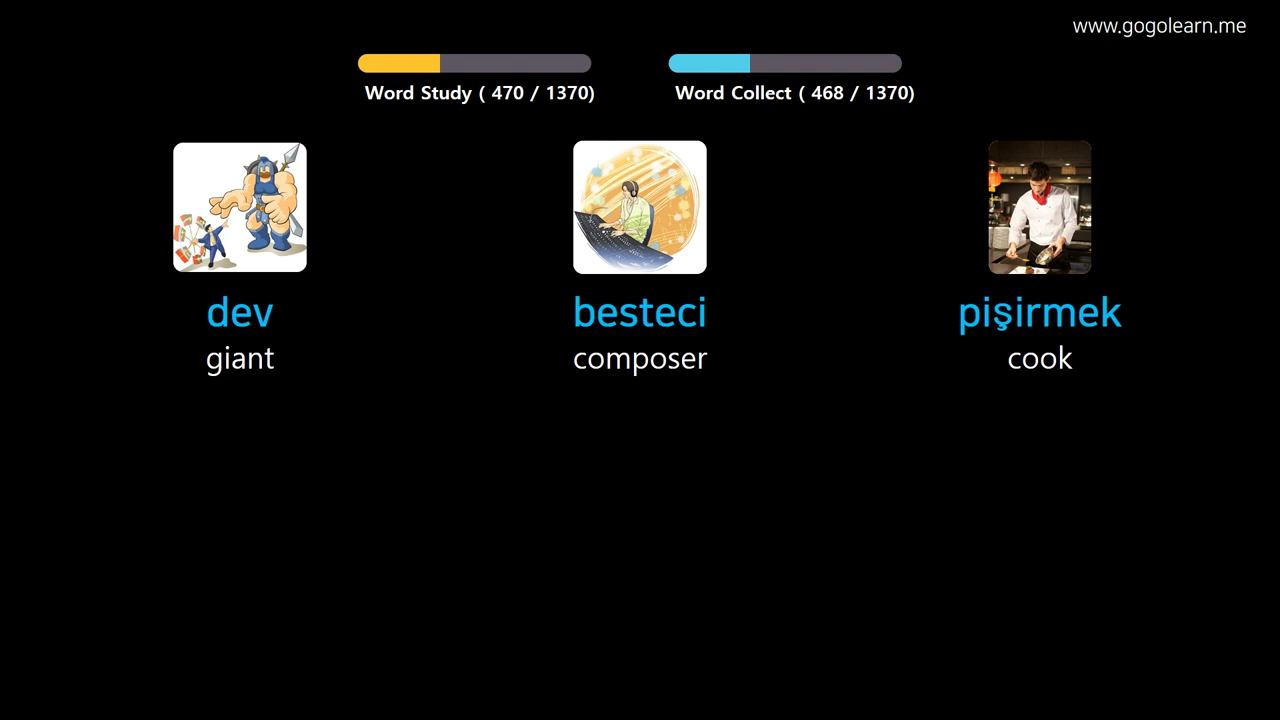 www.gogolearn.me
Word Study ( 470 / 1370)
Word Collect ( 468 / 1370)
dev
giant
besteci
composer
pişirmek
cook